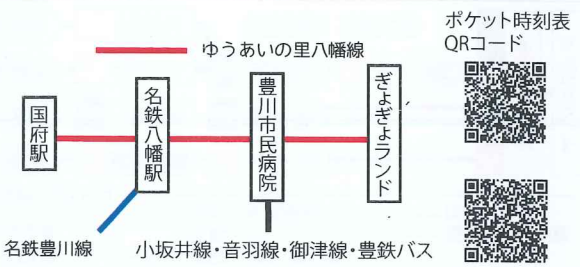 ポケット時刻表
QRコード
ゆうあいの里八幡線
国府駅
名鉄八幡駅
豊川市民病院
ぎょぎょランド
名鉄豊川線
小坂井線・音羽線・御津線・豊鉄バス